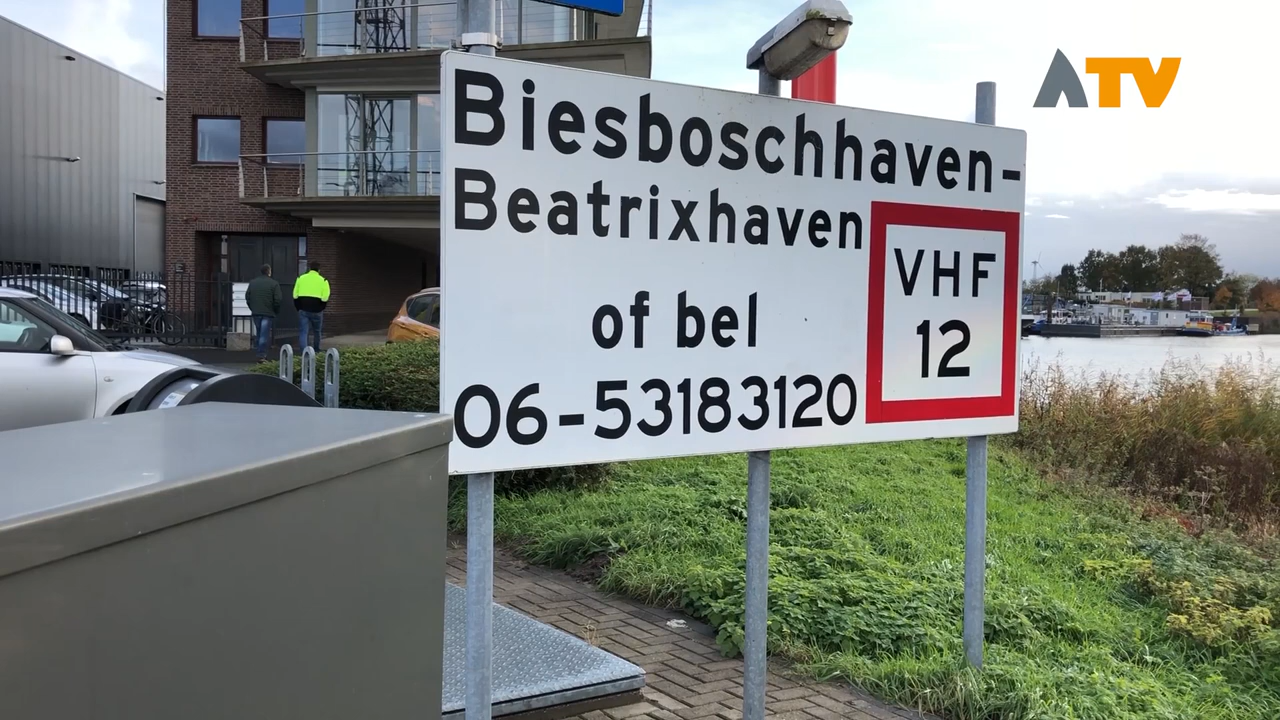 ATV
Biesboschhaven-
Beatrixhaven
of bel
06-53183120
VHF
12